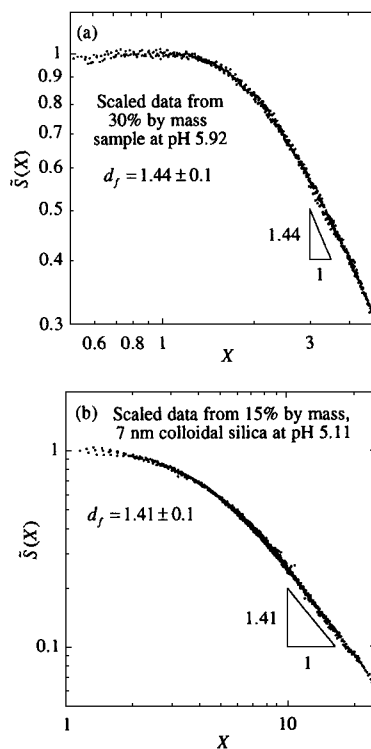 (a)
1
0.9
0.8
0.7
0.6
0.5
0.4
0.3
S̃(X)
Scaled data from
30% by mass
sample at pH 5.92
d_f = 1.44 ± 0.1
1.44
1
0.6
0.8
1
3
X
(b)
Scaled data from 15% by mass,
7 nm colloidal silica at pH 5.11
1
0.1
S̃(X)
d_f = 1.41 ± 0.1
1.41
1
1
10
X